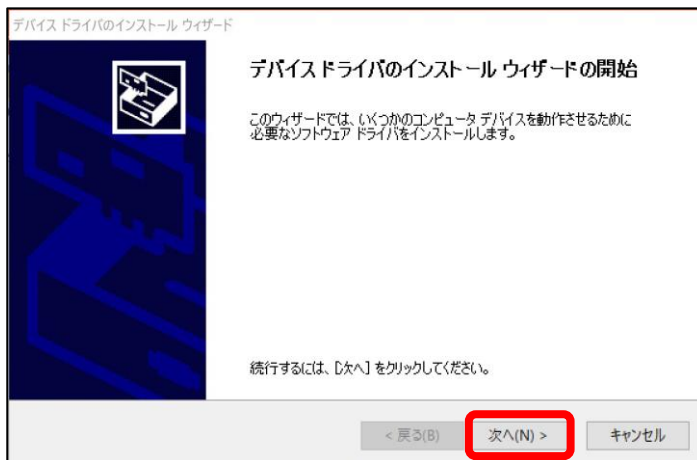 デバイス ドライバのインストール ウィザード
デバイス ドライバのインストール ウィザードの開始
このウィザードでは、いくつかのコンピュータ デバイスを動作させるために
必要なソフトウェア ドライバをインストールします。
続行するには、[次へ] をクリックしてください。
< 戻る(B)
次へ(N) >
キャンセル